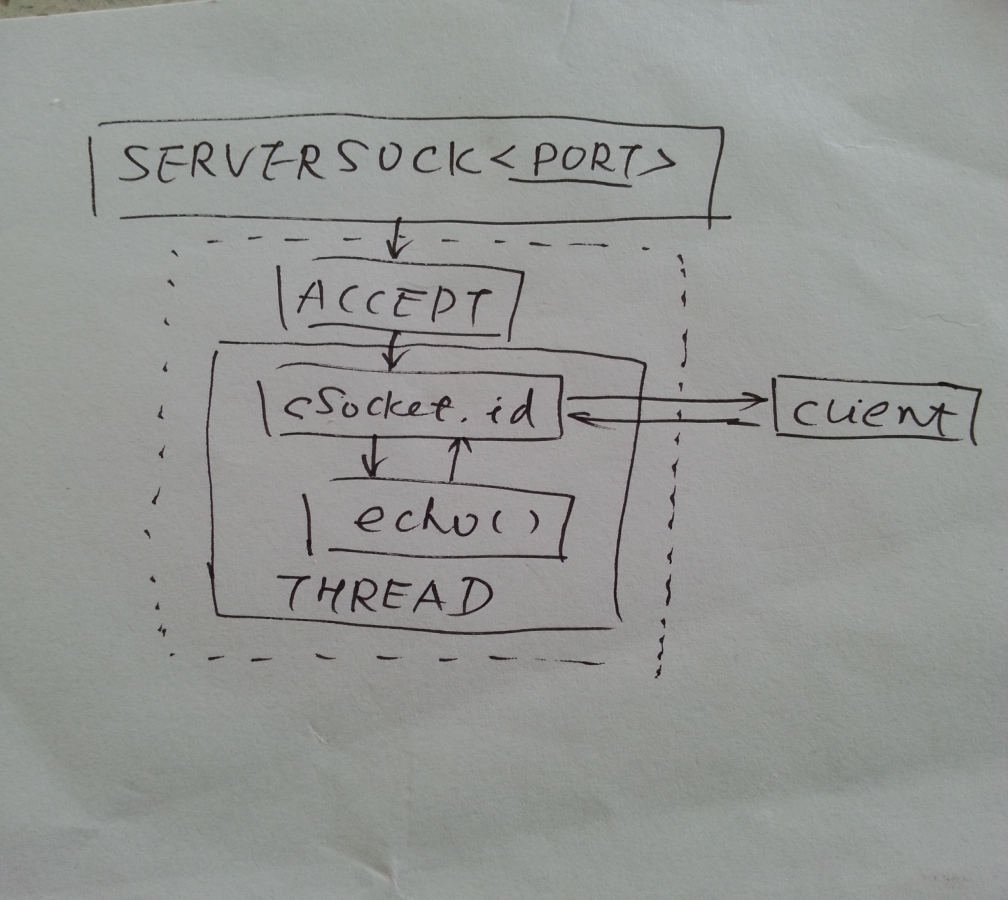 SERVERSOCK<PORT>
ACCEPT
cSocket.id
client
echo()
THREAD